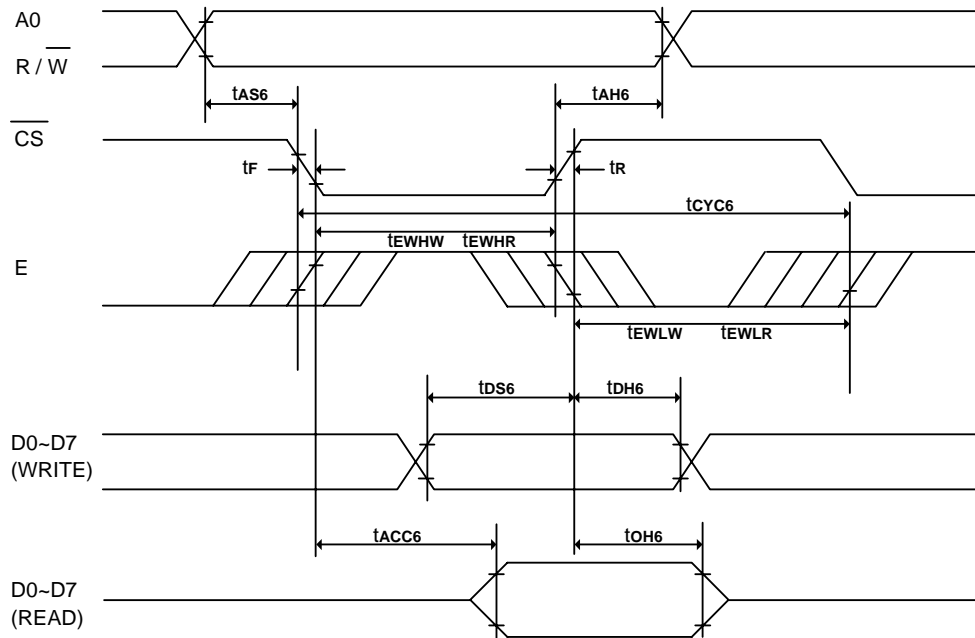 A0
R / W
tAS6 tAH6
CS
tF tR
tCYC6
tEWHW tEWHR
E
tEWLW tEWLR
tDS6 tDH6
D0~D7
(WRITE)
tACC6 tOH6
D0~D7
(READ)